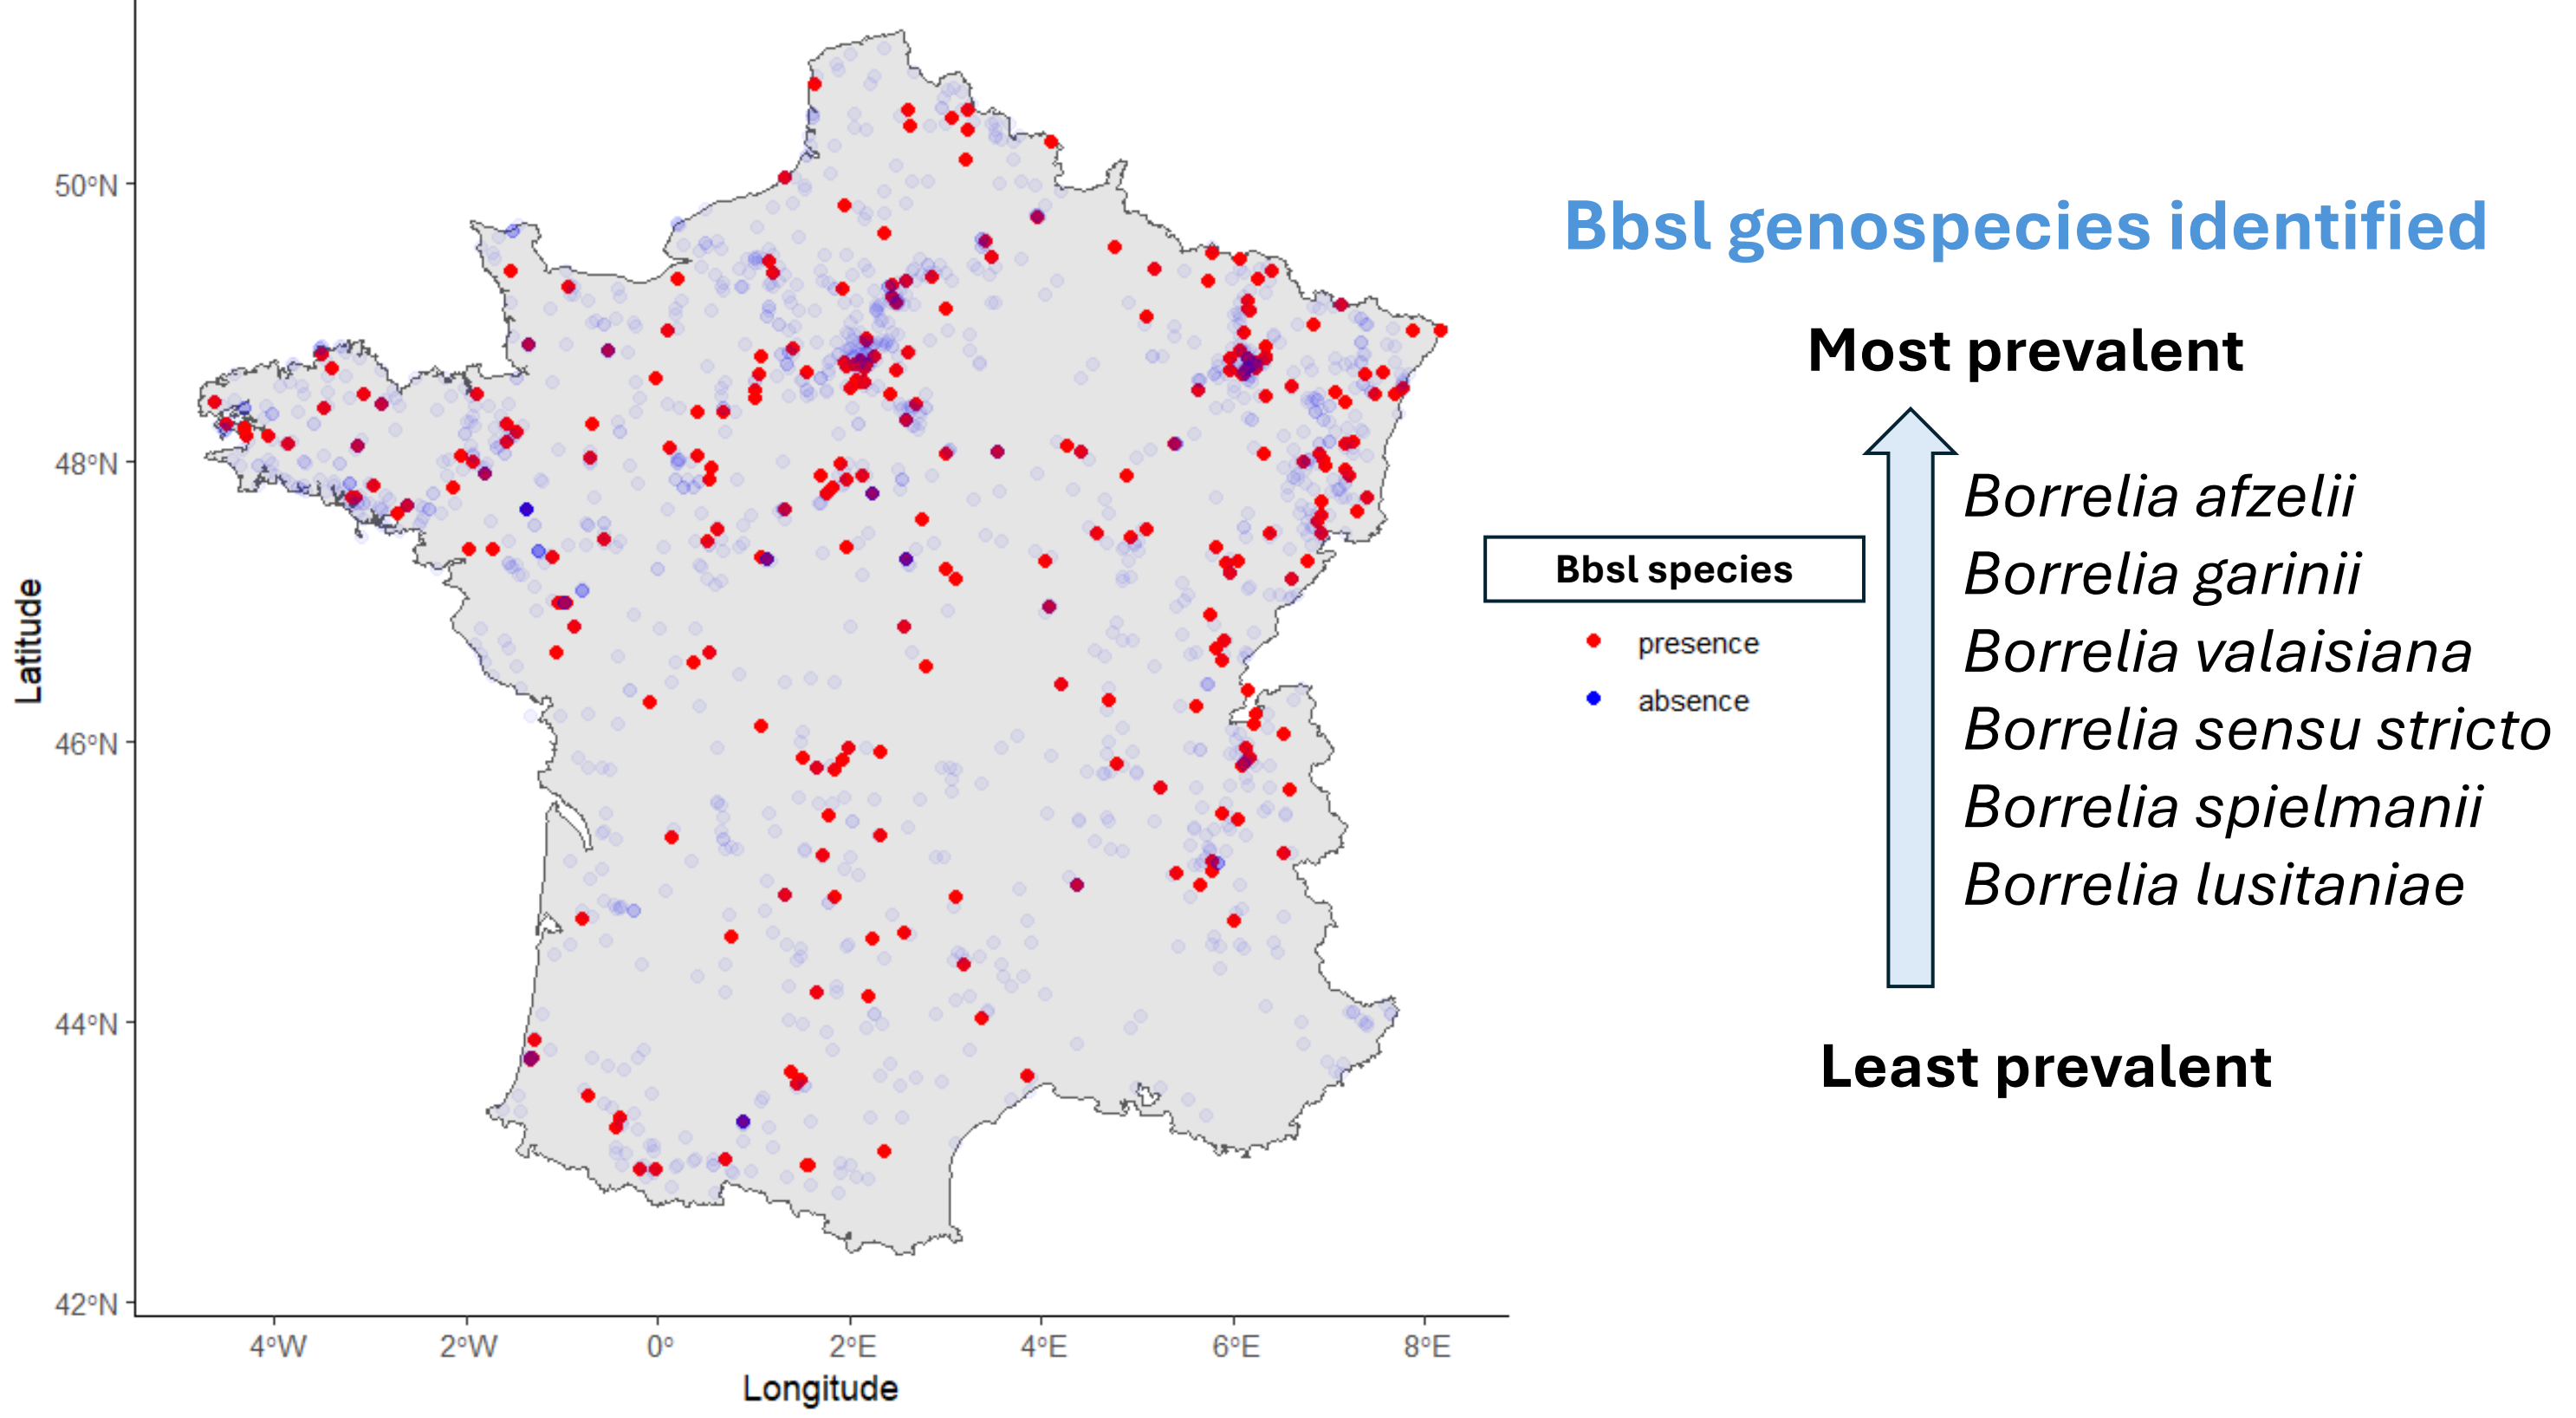 Bbsl genospecies identified
Most prevalent
Borrelia afzelii
Borrelia garinii
Borrelia valaisiana
Borrelia sensu stricto
Borrelia spielmanii
Borrelia lusitaniae
Least prevalent
Bbsl species
presence
absence
Latitude
50°N
48°N
46°N
44°N
42°N
4°W 2°W 0° 2°E 4°E 6°E 8°E
Longitude